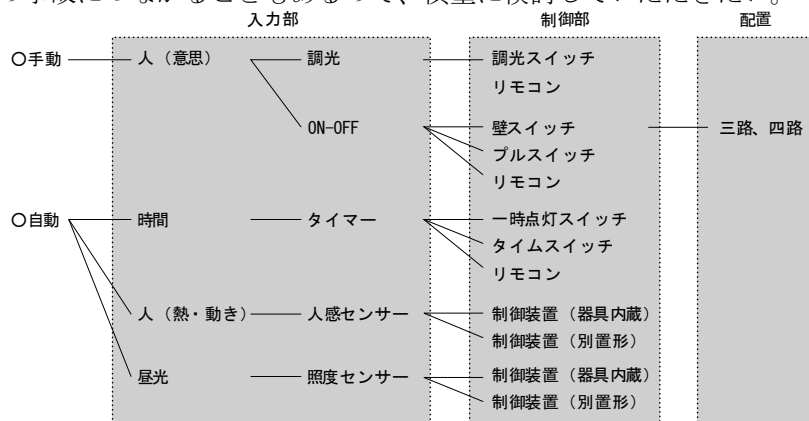 入力部 制御部 配置
○手動 人（意思） 調光 調光スイッチ
リモコン
ON-OFF 壁スイッチ 三路、四路
プルスイッチ
リモコン
○自動 時間 タイマー 一時点灯スイッチ
タイムスイッチ
リモコン
人（熱・動き） 人感センサー 制御装置（器具内蔵）
制御装置（別置形）
昼光 照度センサー 制御装置（器具内蔵）
制御装置（別置形）